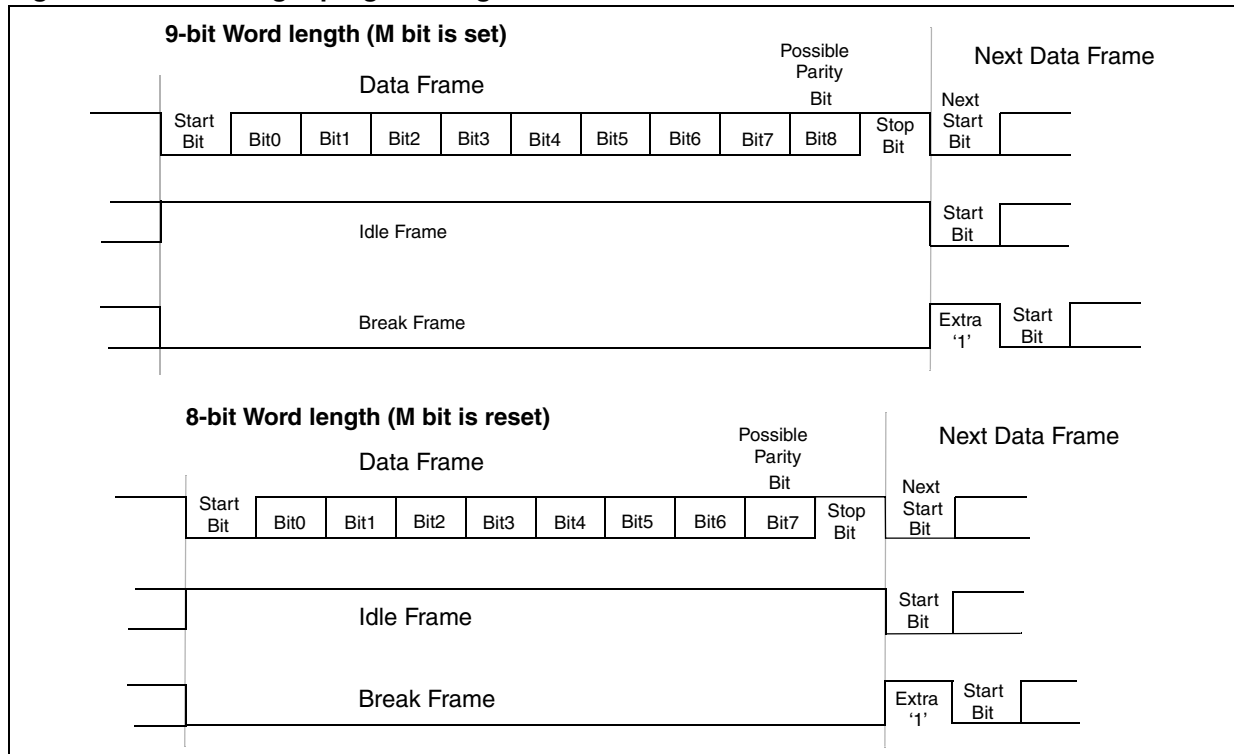 9-bit Word length (M bit is set)
Possible
Parity
Bit
Next Data Frame
Data Frame
Start
Bit
Bit0
Bit1
Bit2
Bit3
Bit4
Bit5
Bit6
Bit7
Bit8
Stop
Bit
Next
Start
Bit
Idle Frame
Start
Bit
Break Frame
Extra
‘1’
Start
Bit
8-bit Word length (M bit is reset)
Possible
Parity
Bit
Next Data Frame
Data Frame
Start
Bit
Bit0
Bit1
Bit2
Bit3
Bit4
Bit5
Bit6
Bit7
Stop
Bit
Next
Start
Bit
Idle Frame
Start
Bit
Break Frame
Extra
‘1’
Start
Bit